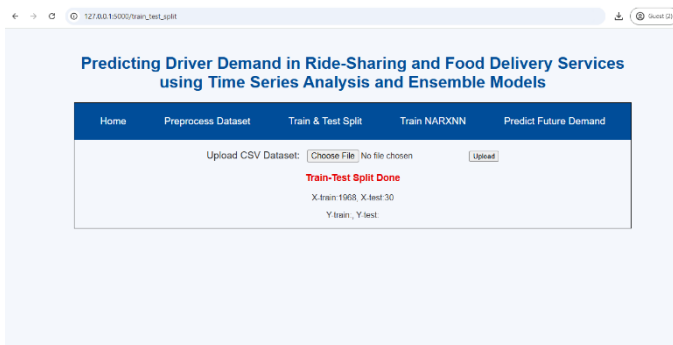 127.0.0.1:5000/train_test_split
Guest (2)
Predicting Driver Demand in Ride-Sharing and Food Delivery Services
using Time Series Analysis and Ensemble Models
Home Preprocess Dataset Train & Test Split Train NARXNN Predict Future Demand
Upload CSV Dataset: Choose File No file chosen Upload
Train-Test Split Done
X-train:1968, X-test:30
Y-train:, Y-test: